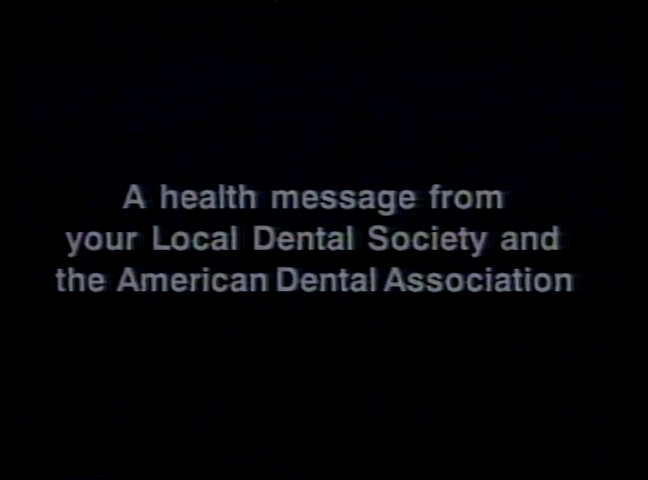 A health message from
your Local Dental Society and
the American Dental Association